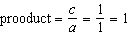 prooduct = c/a = 1/1 = 1